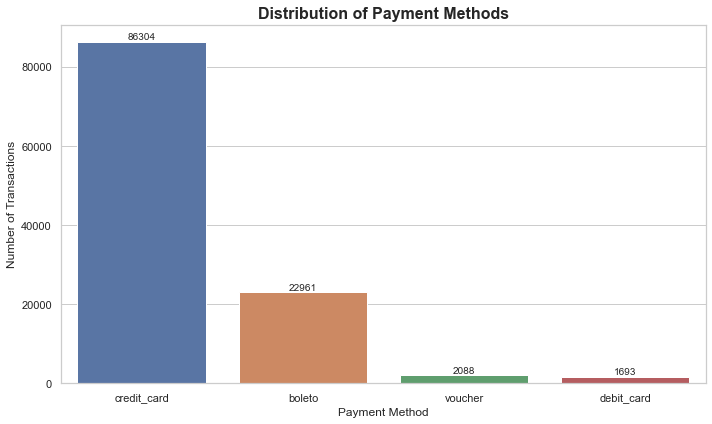 Distribution of Payment Methods
86304
80000
60000
Number of Transactions
40000
22961
20000
2088
1693
0
credit_card boleto voucher debit_card
Payment Method